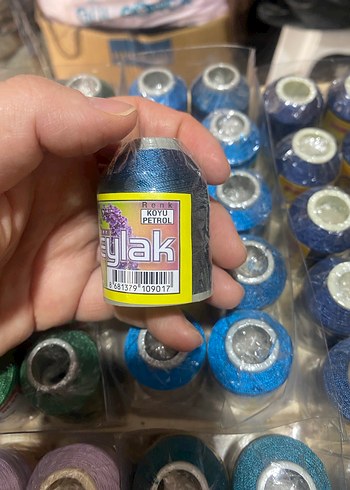 Renk
KOYU
PETROL
eylak
8 681379 109017